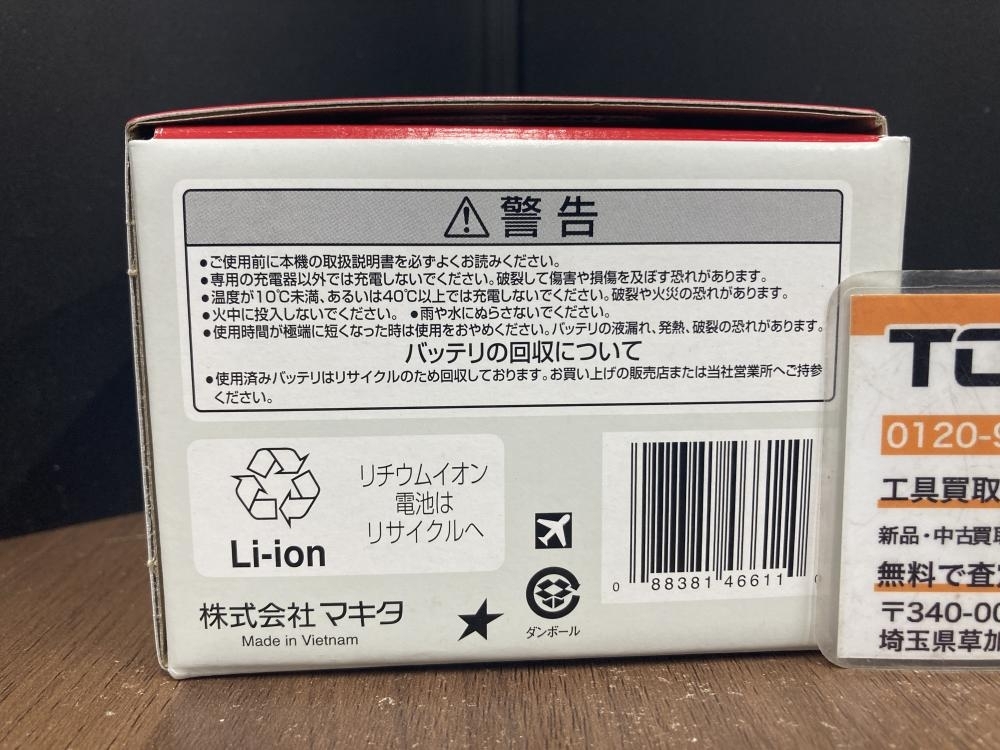 警告
●ご使用前に本機の取扱説明書を必ずよくお読みください。
●専用の充電器以外では充電しないでください。破裂して傷害や損傷を及ぼす恐れがあります。
●温度が10℃未満、あるいは40℃以上では充電しないでください。破裂や火災の恐れがあります。
●火中に投入しないでください。 ●雨や水にぬらさないでください。
●使用時間が極端に短くなった時は使用をおやめください。バッテリの液漏れ、発熱、破裂の恐れがあります。
バッテリの回収について
●使用済みバッテリはリサイクルのため回収しております。お買い上げの販売店または当社営業所へご持参
ください。
Li-ion
リチウムイオン
電池は
リサイクルへ
株式会社マキタ
Made in Vietnam
ダンボール
0 88381 46611
0120-9
工具買取
新品・中古買取
無料で査定
〒340-00
埼玉県草加